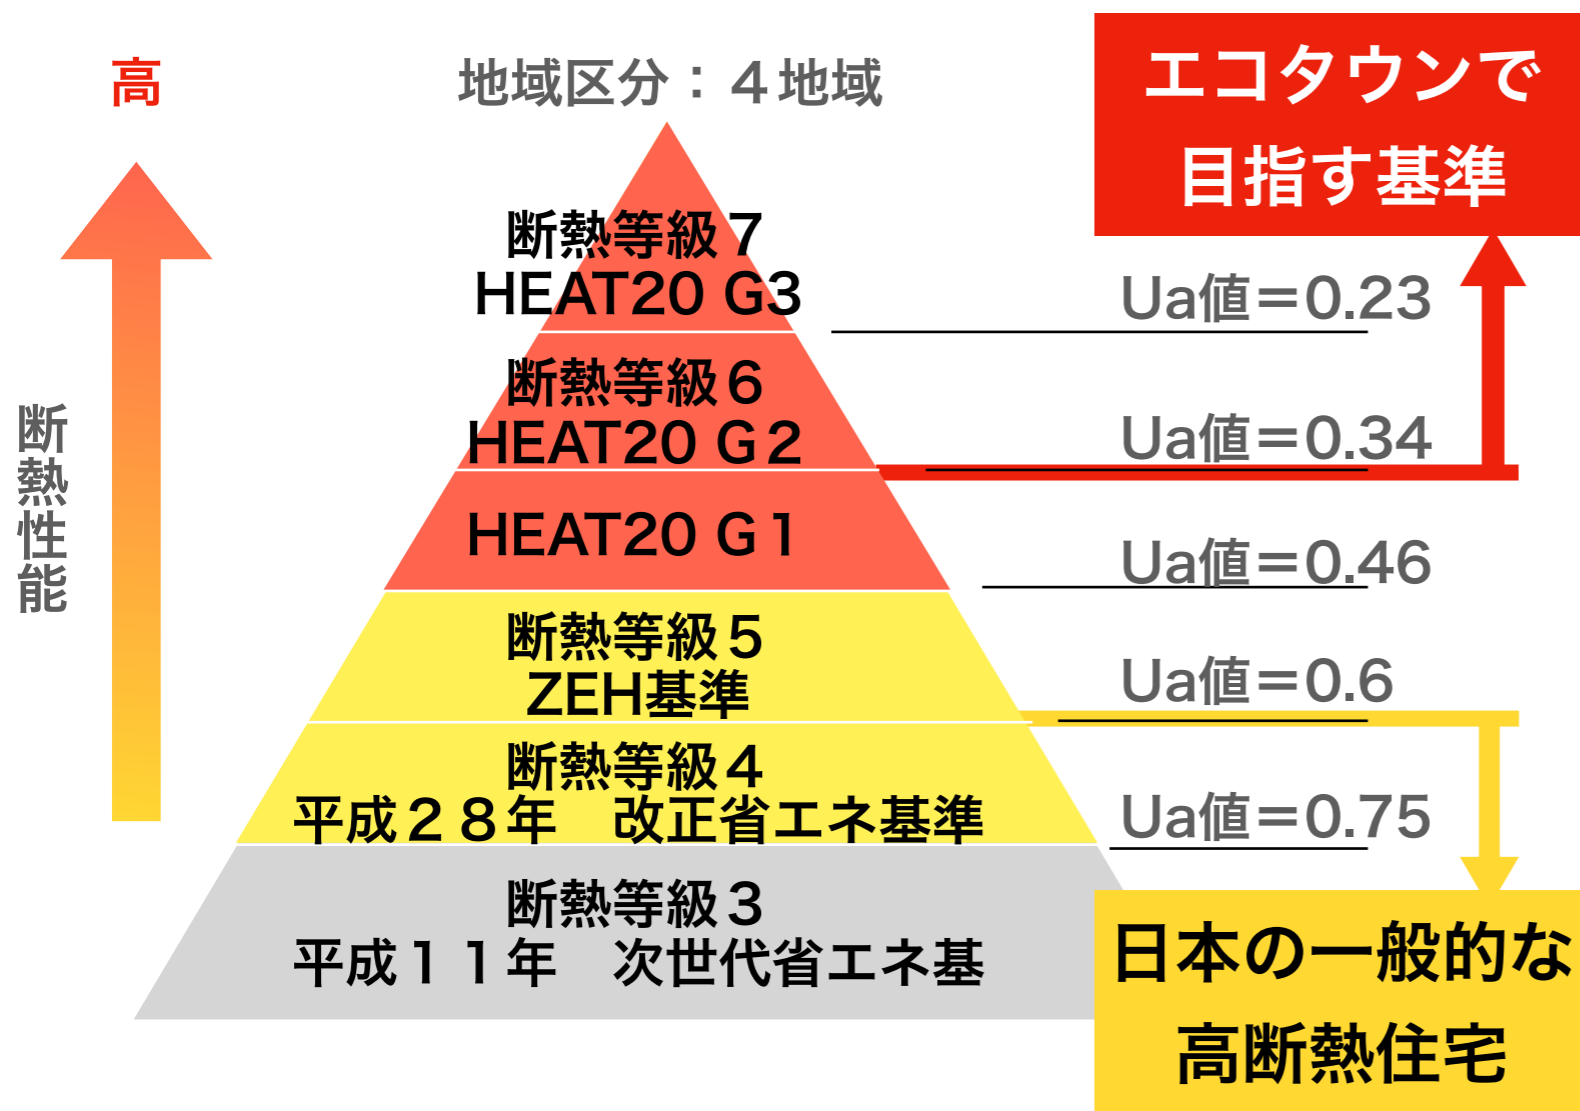 高
地域区分：４地域
エコタウンで
目指す基準
断熱等級７
HEAT20 G3
Ua値＝0.23
断熱等級６
HEAT20 G２
Ua値＝0.34
断熱性能
HEAT20 G１
Ua値＝0.46
断熱等級５
ZEH基準
Ua値＝0.6
断熱等級４
平成２８年　改正省エネ基準
Ua値＝0.75
断熱等級３
平成１１年　次世代省エネ基
日本の一般的な
高断熱住宅